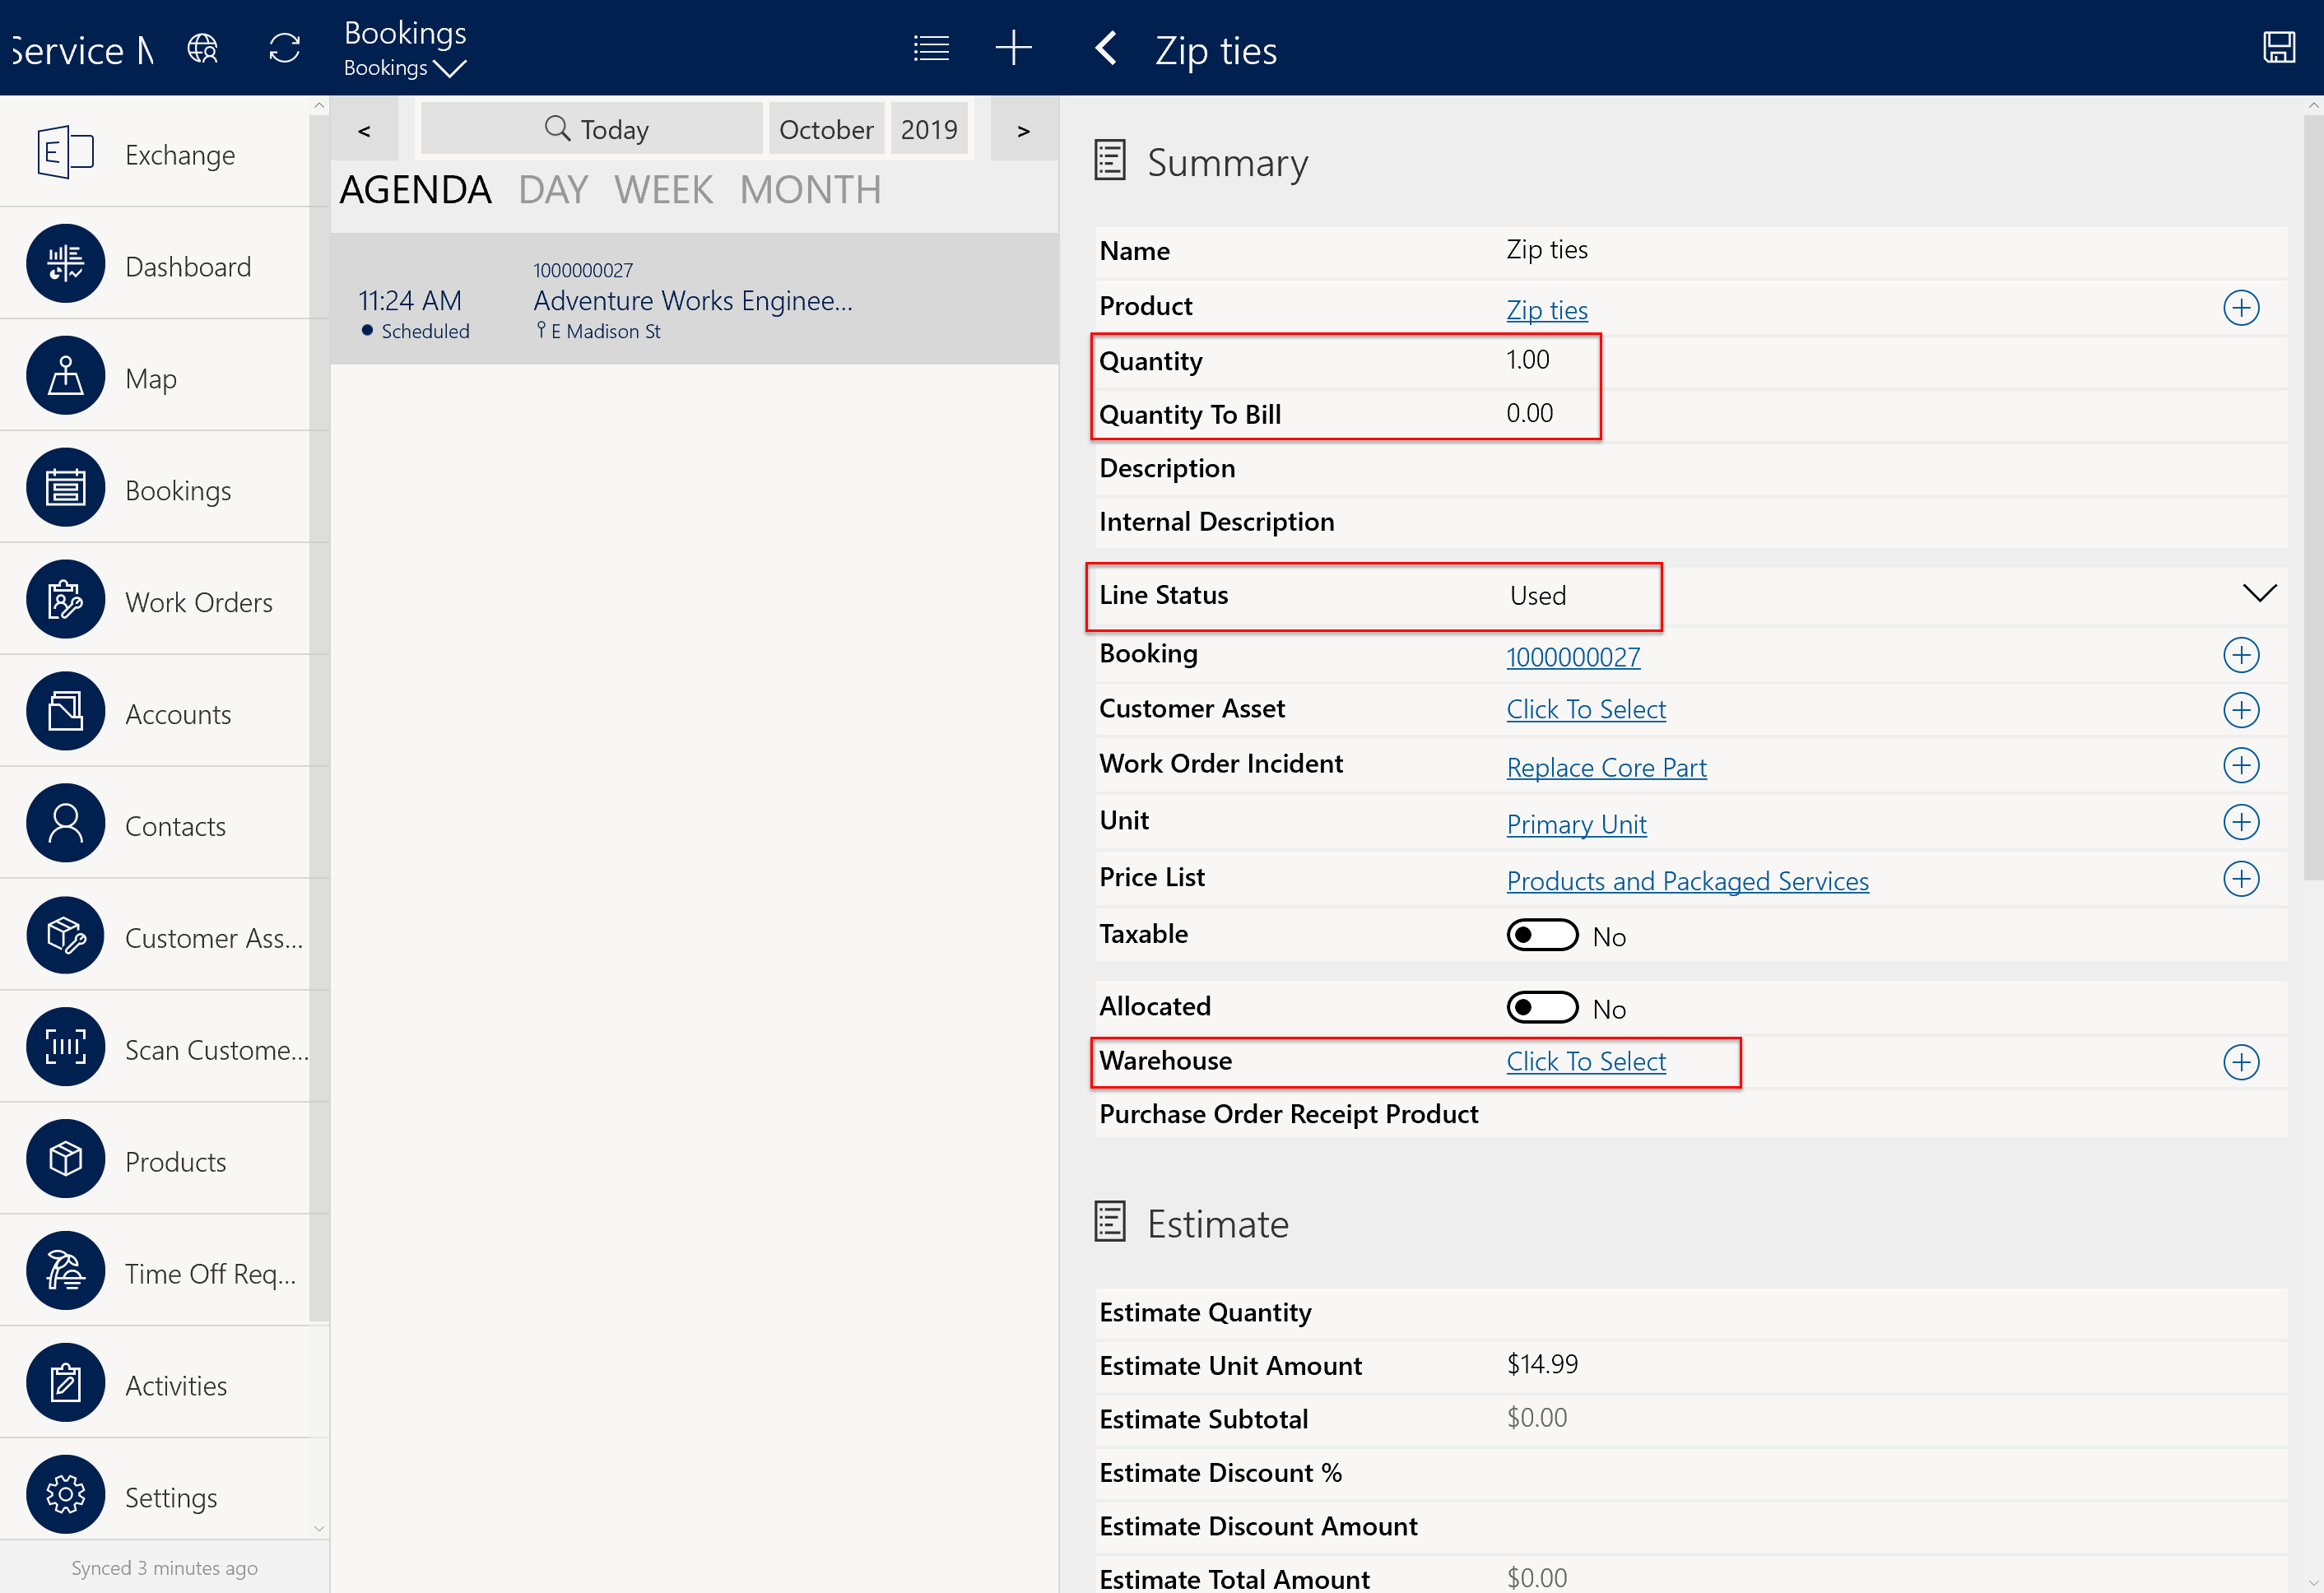 Service M
Bookings
Bookings
Zip ties
Exchange
Dashboard
Map
Bookings
Work Orders
Accounts
Contacts
Customer Ass...
Scan Custome...
Products
Time Off Req...
Activities
Settings
Synced 3 minutes ago
< Today October 2019 >
AGENDA DAY WEEK MONTH
1000000027
11:24 AM Adventure Works Enginee...
Scheduled E Madison St
Summary
Name Zip ties
Product Zip ties
Quantity 1.00
Quantity To Bill 0.00
Description
Internal Description
Line Status Used
Booking 1000000027
Customer Asset Click To Select
Work Order Incident Replace Core Part
Unit Primary Unit
Price List Products and Packaged Services
Taxable No
Allocated No
Warehouse Click To Select
Purchase Order Receipt Product
Estimate
Estimate Quantity
Estimate Unit Amount $14.99
Estimate Subtotal $0.00
Estimate Discount %
Estimate Discount Amount
Estimate Total Amount $0.00